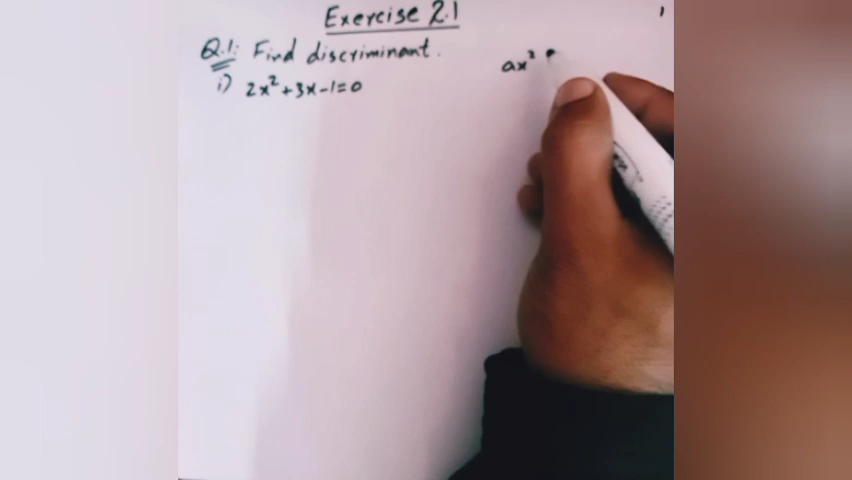 Exercise 2.1
Q.1: Find discriminant.
ax²
i) 2x²+3x-1=0